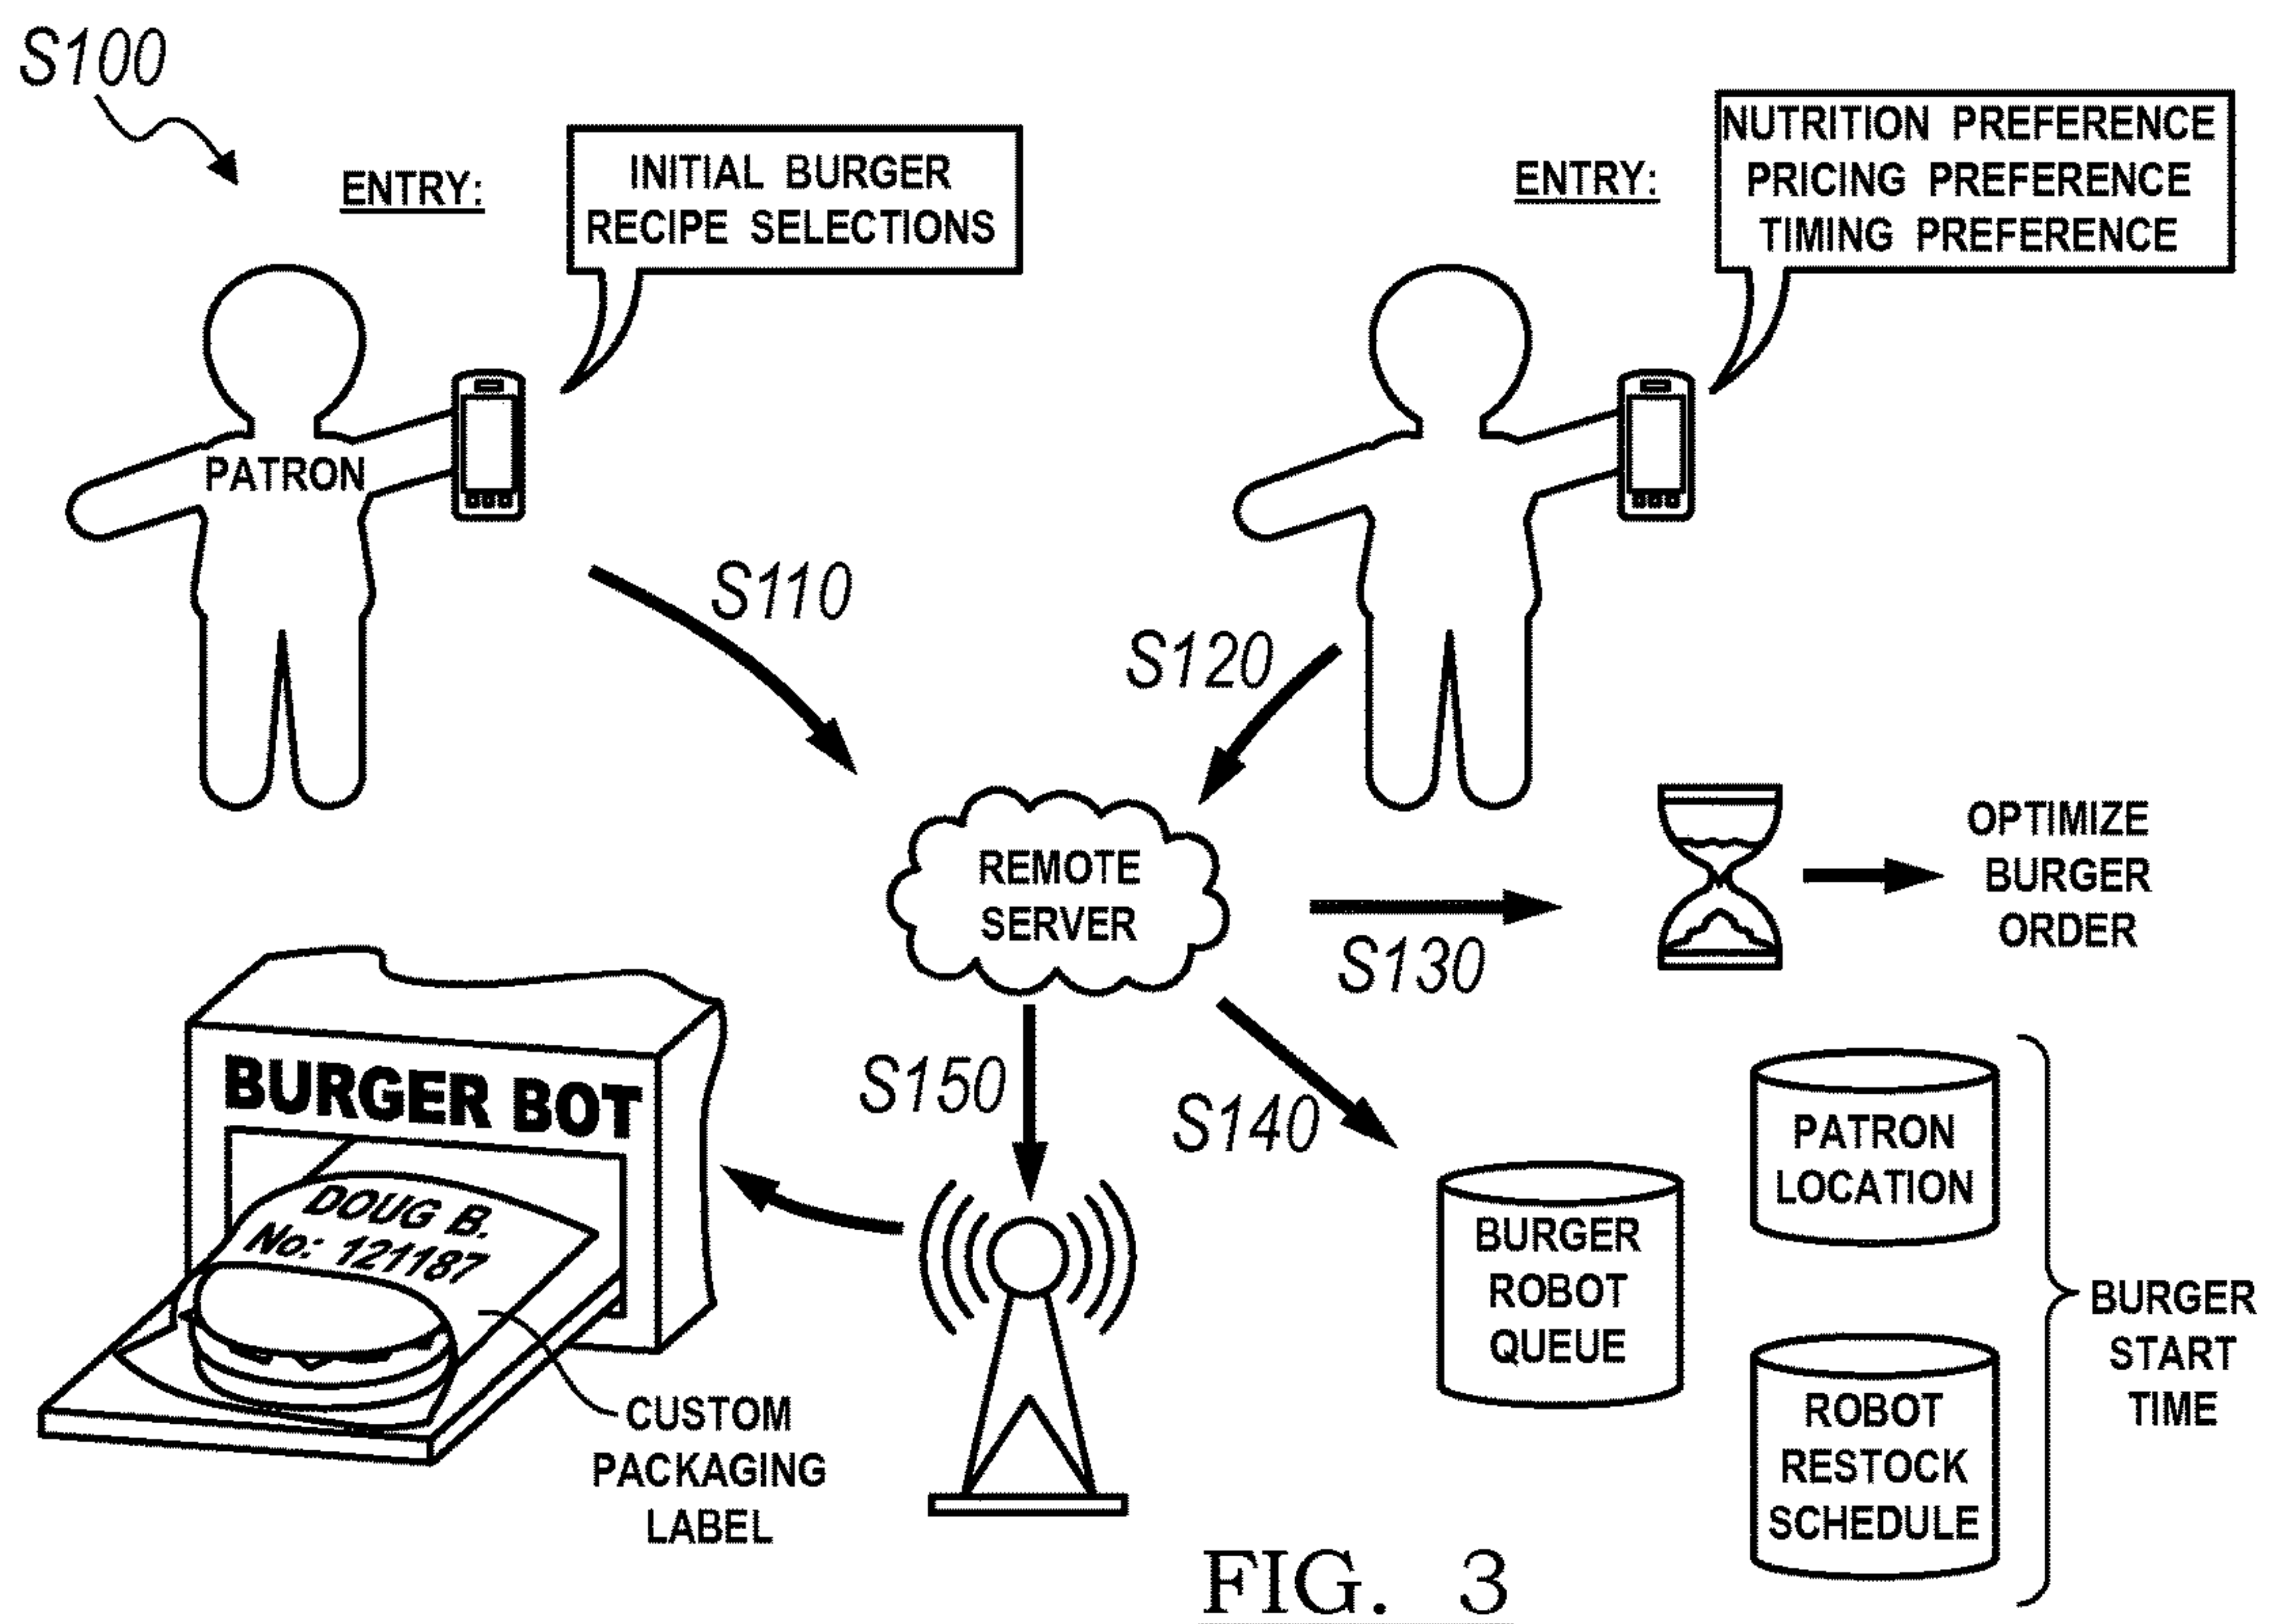 S100
ENTRY:
INITIAL BURGER
RECIPE SELECTIONS
ENTRY:
NUTRITION PREFERENCE
PRICING PREFERENCE
TIMING PREFERENCE
PATRON
S110
S120
REMOTE
SERVER
S130
OPTIMIZE
BURGER
ORDER
S150
S140
BURGER BOT
DOUG B.
No: 121187
CUSTOM
PACKAGING
LABEL
BURGER
ROBOT
QUEUE
PATRON
LOCATION
ROBOT
RESTOCK
SCHEDULE
BURGER
START
TIME
FIG. 3